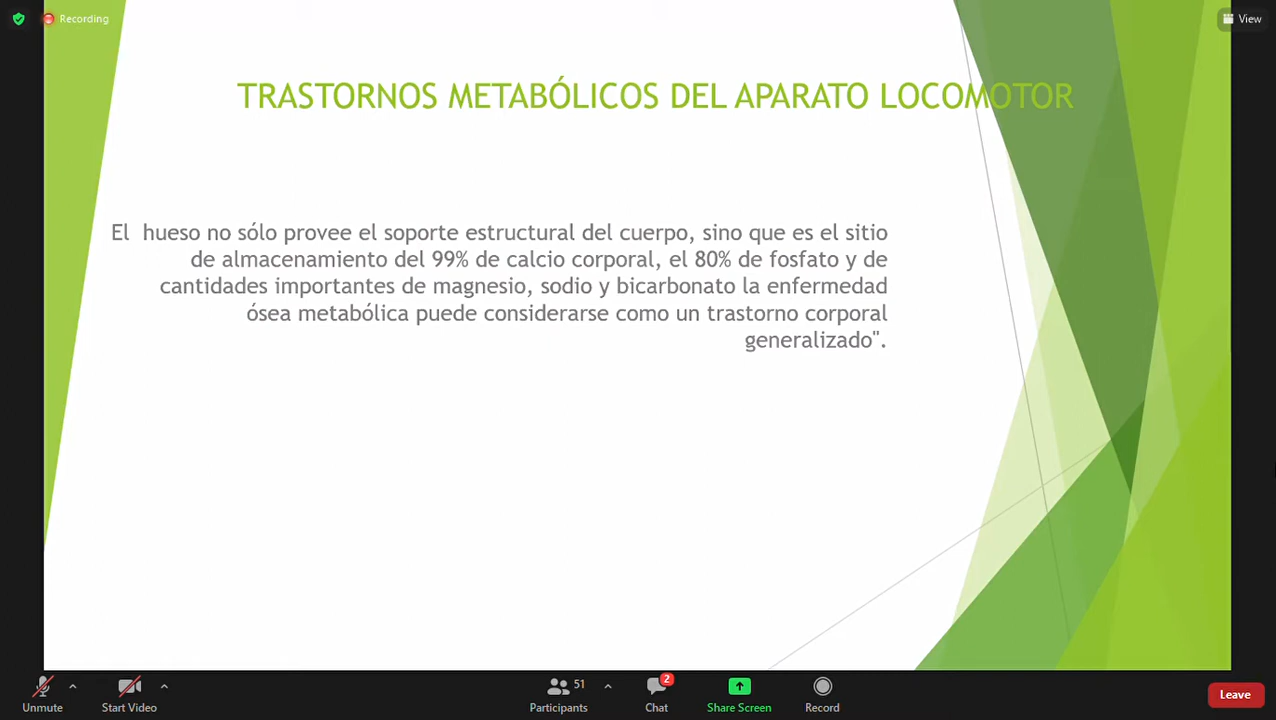 Recording
View
TRASTORNOS METABÓLICOS DEL APARATO LOCOMOTOR
El  hueso no sólo provee el soporte estructural del cuerpo, sino que es el sitio
de almacenamiento del 99% de calcio corporal, el 80% de fosfato y de
cantidades importantes de magnesio, sodio y bicarbonato la enfermedad
ósea metabólica puede considerarse como un trastorno corporal
generalizado".
51
2
Unmute
Start Video
Participants
Chat
Share Screen
Record
Leave